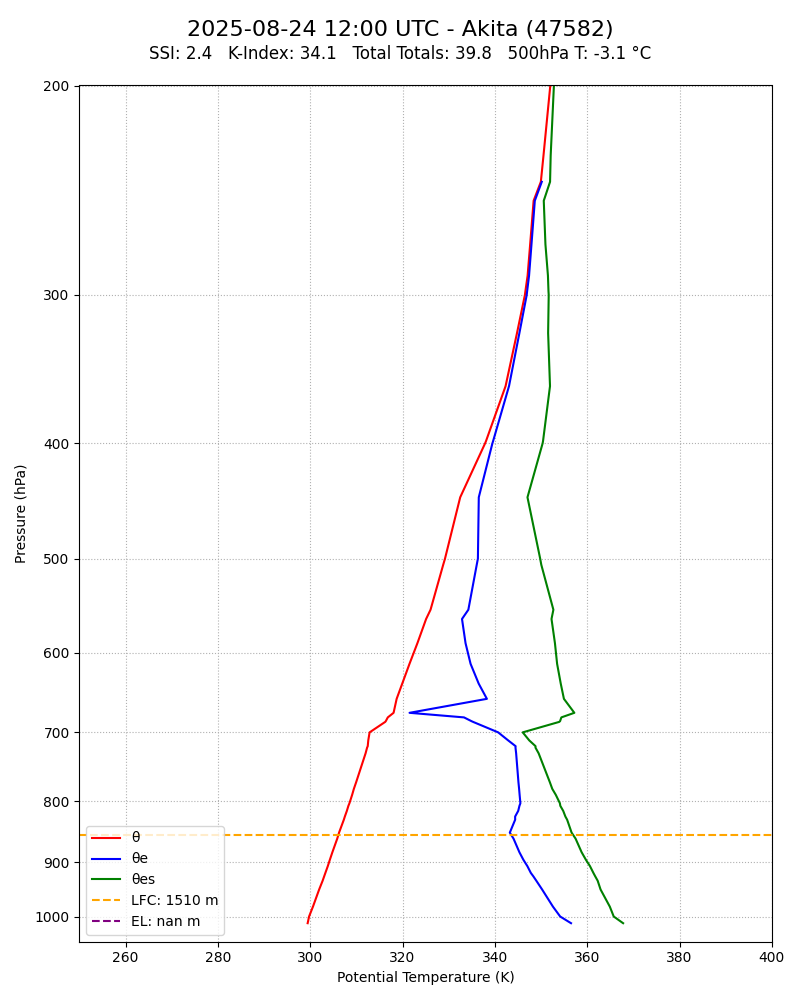 2025-08-24 12:00 UTC - Akita (47582)
SSI: 2.4   K-Index: 34.1   Total Totals: 39.8   500hPa T: -3.1 °C
200
300
400
500
600
700
800
900
1000
Pressure (hPa)
θ
θe
θes
LFC: 1510 m
EL: nan m
260
280
300
320
340
360
380
400
Potential Temperature (K)